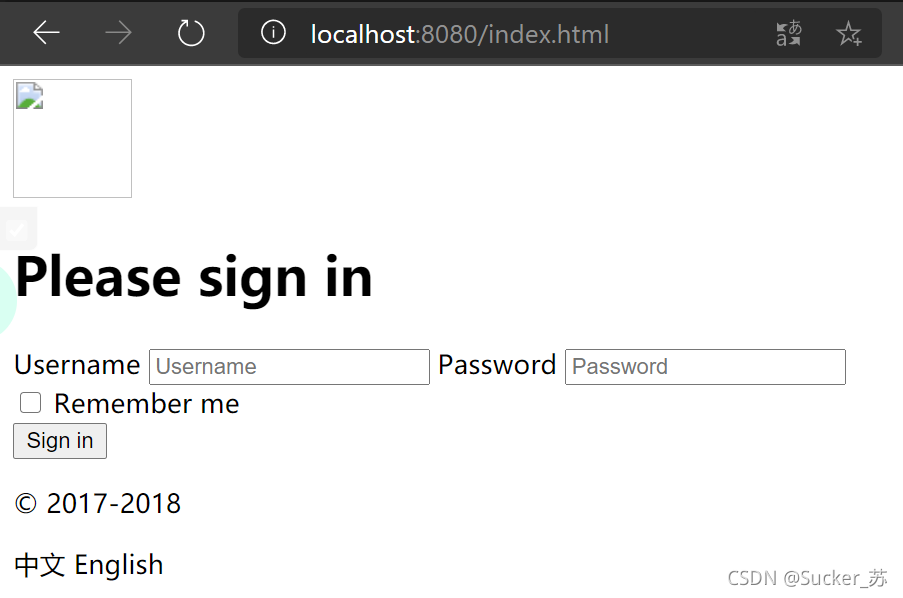 localhost:8080/index.html
Please sign in
Username Username Password Password
Remember me
Sign in
© 2017-2018
中文 English
CSDN @Sucker_苏